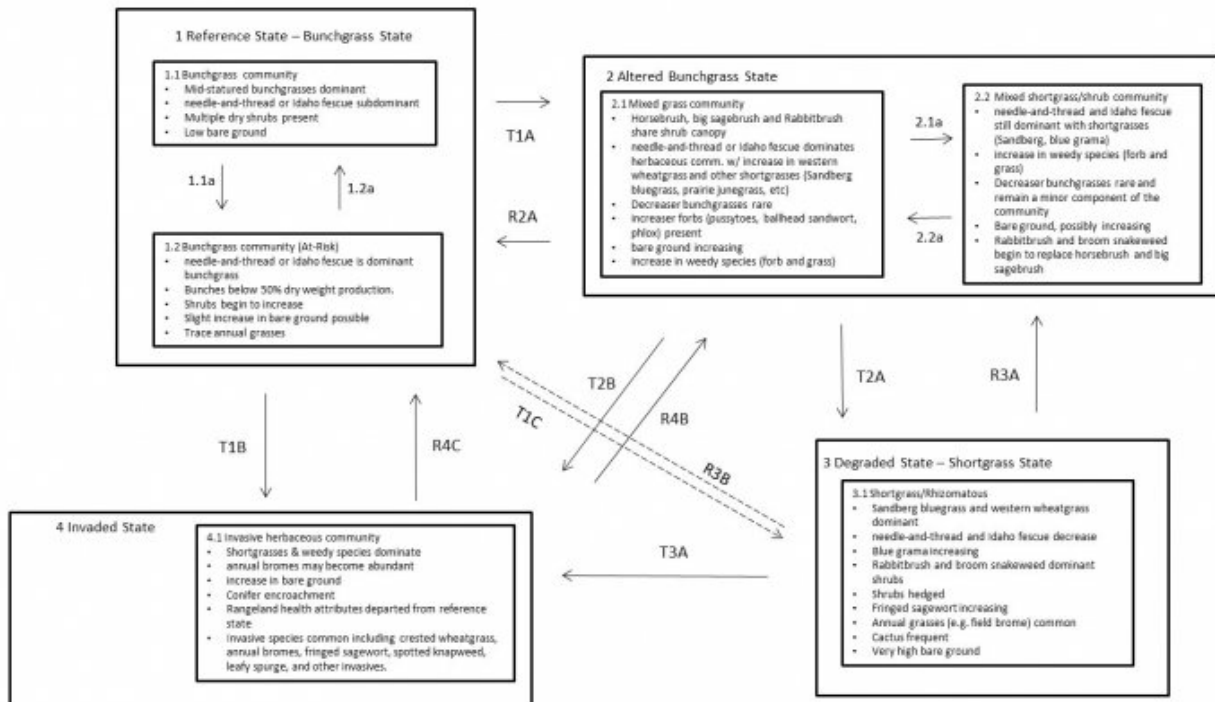 1 Reference State – Bunchgrass State
1.1 Bunchgrass community
• Mid-statured bunchgrasses dominant
• needle-and-thread or Idaho fescue subdominant
• Multiple dry shrubs present
• Low bare ground
1.1a
1.2a
1.2 Bunchgrass community (At-Risk)
• needle-and-thread or Idaho fescue is dominant
bunchgrass
• Bunches below 50% dry weight production.
• Shrubs begin to increase
• Slight increase in bare ground possible
• Trace annual grasses
T1A
R2A
2 Altered Bunchgrass State
2.1 Mixed grass community
• Horsebrush, big sagebrush and Rabbitbrush
share shrub canopy
• needle-and-thread or Idaho fescue dominates
herbaceous comm. w/ increase in western
wheatgrass and other shortgrasses (Sandberg
bluegrass, prairie junegrass, etc)
• Decreaser bunchgrasses rare
• increaser forbs (pussytoes, ballhead sandwort,
phlox) present
• bare ground increasing
• increase in weedy species (forb and grass)
2.1a
2.2a
2.2 Mixed shortgrass/shrub community
• needle-and-thread and Idaho fescue
still dominant with shortgrasses
(Sandberg, blue grama)
• increase in weedy species (forb and
grass)
• Decreaser bunchgrasses rare and
remain a minor component of the
community
• Bare ground, possibly increasing
• Rabbitbrush and broom snakeweed
begin to replace horsebrush and big
sagebrush
T1B
R4C
T1C
R3B
T2B
R4B
T2A
R3A
T3A
3 Degraded State – Shortgrass State
3.1 Shortgrass/Rhizomatous
• Sandberg bluegrass and western wheatgrass
dominant
• needle-and-thread and Idaho fescue decrease
• Blue grama increasing
• Rabbitbrush and broom snakeweed dominant
shrubs
• Shrubs hedged
• Fringed sagewort increasing
• Annual grasses (e.g. field brome) common
• Cactus frequent
• Very high bare ground
4 Invaded State
4.1 Invasive herbaceous community
• Shortgrasses & weedy species dominate
• annual bromes may become abundant
• increase in bare ground
• Conifer encroachment
• Rangeland health attributes departed from reference
state
• Invasive species common including crested wheatgrass,
annual bromes, fringed sagewort, spotted knapweed,
leafy spurge, and other invasives.